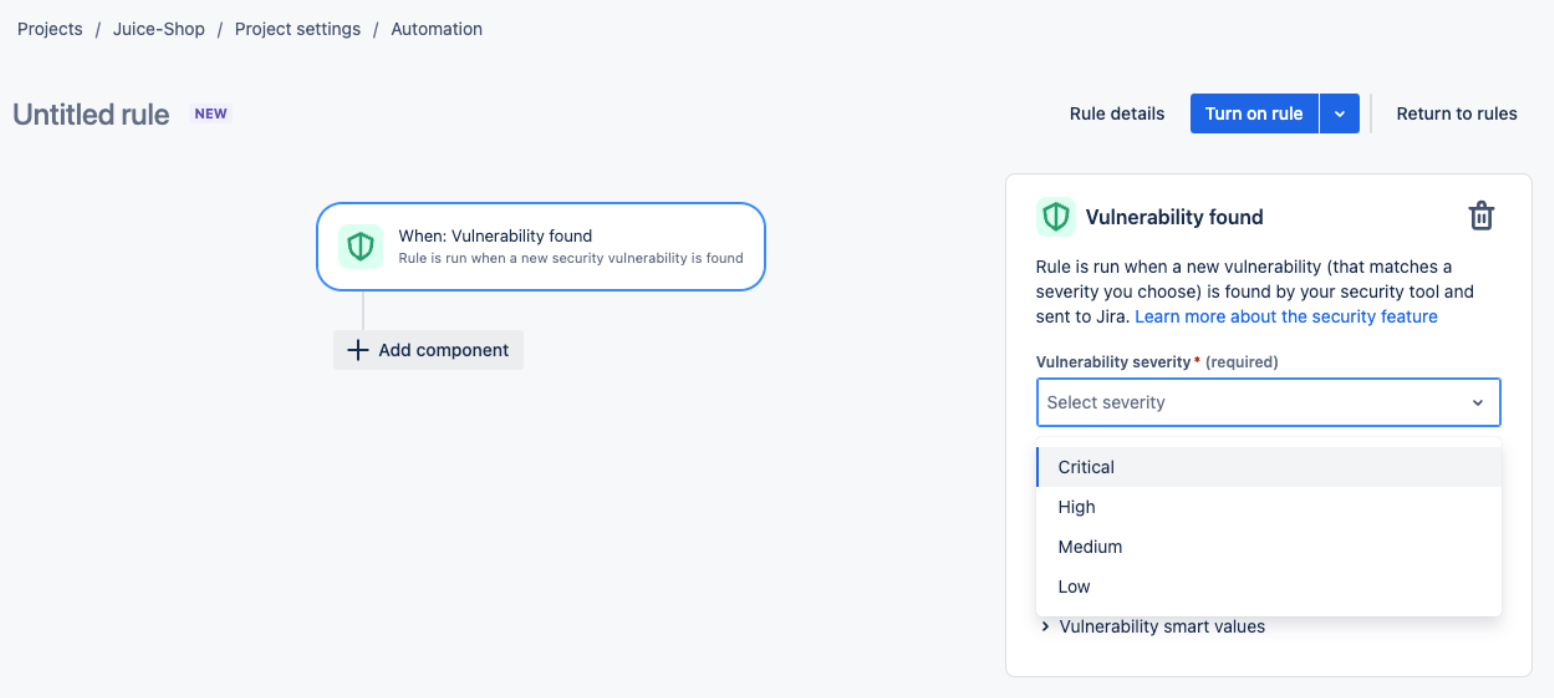 Projects / Juice-Shop / Project settings / Automation
Untitled rule NEW
Rule details Turn on rule Return to rules
When: Vulnerability found
Rule is run when a new security vulnerability is found
Add component
Vulnerability found
Rule is run when a new vulnerability (that matches a
severity you choose) is found by your security tool and
sent to Jira. Learn more about the security feature
Vulnerability severity* (required)
Select severity
Critical
High
Medium
Low
Vulnerability smart values